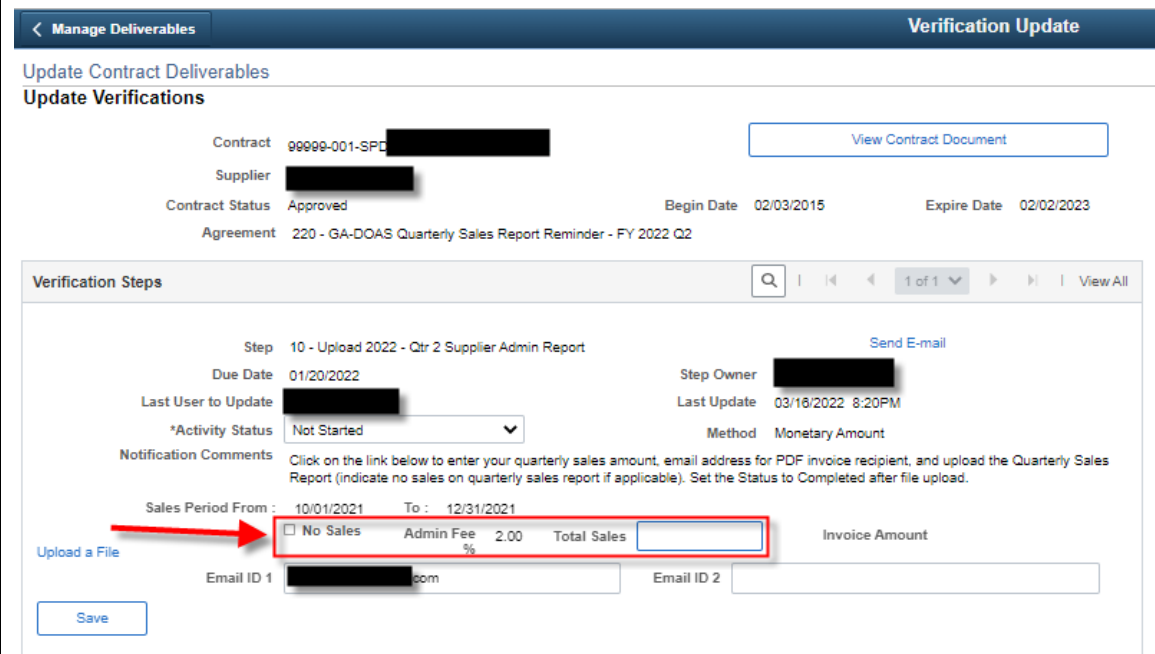 Manage Deliverables
Verification Update
Update Contract Deliverables
Update Verifications
Contract 99999-001-SPD
View Contract Document
Supplier
Contract Status Approved Begin Date 02/03/2015 Expire Date 02/02/2023
Agreement 220 - GA-DOAS Quarterly Sales Report Reminder - FY 2022 Q2
Verification Steps 1 of 1 View All
Step 10 - Upload 2022 - Qtr 2 Supplier Admin Report Send E-mail
Due Date 01/20/2022 Step Owner
Last User to Update Last Update 03/16/2022 8:20PM
*Activity Status Not Started Method Monetary Amount
Notification Comments Click on the link below to enter your quarterly sales amount, email address for PDF invoice recipient, and upload the Quarterly Sales
Report (indicate no sales on quarterly sales report if applicable). Set the Status to Completed after file upload.
Sales Period From : 10/01/2021 To : 12/31/2021
No Sales Admin Fee % 2.00 Total Sales Invoice Amount
Upload a File
Email ID 1 com Email ID 2
Save